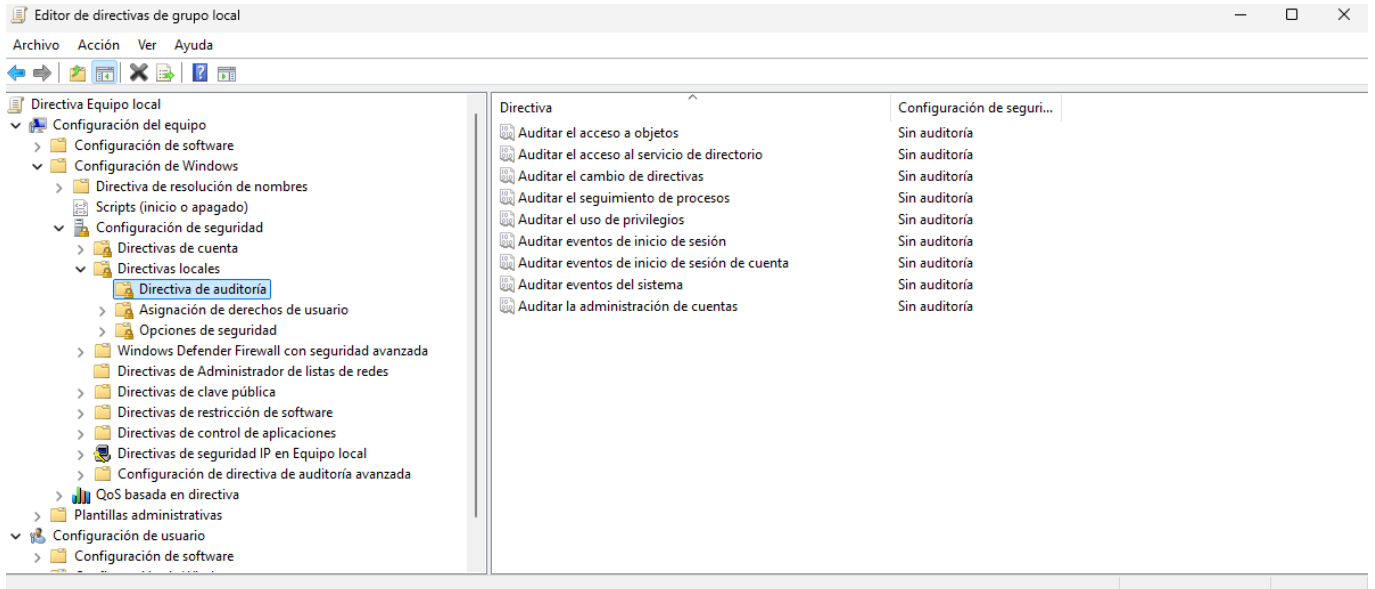 Editor de directivas de grupo local
Archivo Acción Ver Ayuda
Directiva Equipo local
Configuración del equipo
Configuración de software
Configuración de Windows
Directiva de resolución de nombres
Scripts (inicio o apagado)
Configuración de seguridad
Directivas de cuenta
Directivas locales
Directiva de auditoría
Asignación de derechos de usuario
Opciones de seguridad
Windows Defender Firewall con seguridad avanzada
Directivas de Administrador de listas de redes
Directivas de clave pública
Directivas de restricción de software
Directivas de control de aplicaciones
Directivas de seguridad IP en Equipo local
Configuración de directiva de auditoría avanzada
QoS basada en directiva
Plantillas administrativas
Configuración de usuario
Configuración de software
Directiva Configuración de seguri...
Auditar el acceso a objetos Sin auditoría
Auditar el acceso al servicio de directorio Sin auditoría
Auditar el cambio de directivas Sin auditoría
Auditar el seguimiento de procesos Sin auditoría
Auditar el uso de privilegios Sin auditoría
Auditar eventos de inicio de sesión Sin auditoría
Auditar eventos de inicio de sesión de cuenta Sin auditoría
Auditar eventos del sistema Sin auditoría
Auditar la administración de cuentas Sin auditoría